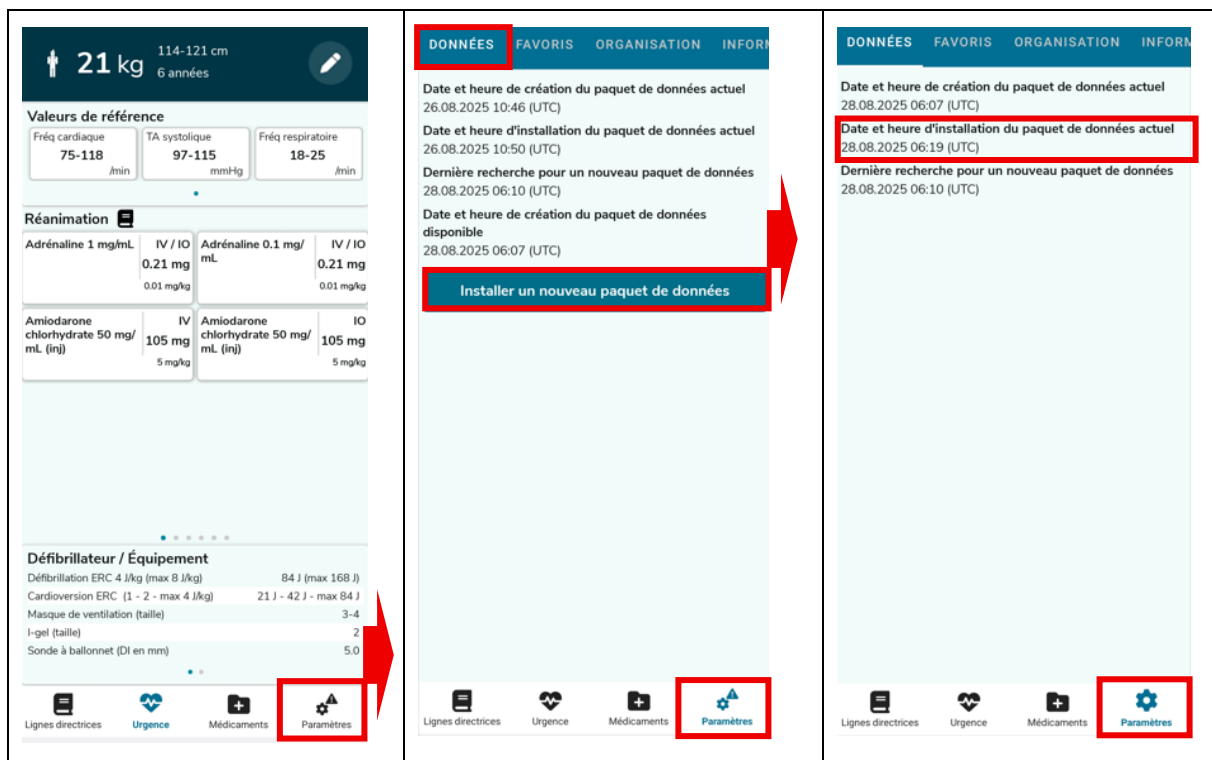 21 kg
114-121 cm
6 années
Valeurs de référence
Fréq cardiaque
75-118
/min
TA systolique
97-115
mmHg
Fréq respiratoire
18-25
/min
Réanimation
Adrénaline 1 mg/mL
IV / IO
0.21 mg
0.01 mg/kg
Adrénaline 0.1 mg/
mL
IV / IO
0.21 mg
0.01 mg/kg
Amiodarone
chlorhydrate 50 mg/
mL (inj)
IV
105 mg
5 mg/kg
Amiodarone
chlorhydrate 50 mg/
mL (inj)
IO
105 mg
5 mg/kg
Défibrillateur / Équipement
Défibrillation ERC 4 J/kg (max 8 J/kg) 84 J (max 168 J)
Cardioversion ERC (1 - 2 - max 4 J/kg) 21 J - 42 J - max 84 J
Masque de ventilation (taille) 3-4
I-gel (taille) 2
Sonde à ballonnet (DI en mm) 5.0
Lignes directrices Urgence Médicaments Paramètres
DONNÉES FAVORIS ORGANISATION INFORM
Date et heure de création du paquet de données actuel
26.08.2025 10:46 (UTC)
Date et heure d'installation du paquet de données actuel
26.08.2025 10:50 (UTC)
Dernière recherche pour un nouveau paquet de données
28.08.2025 06:10 (UTC)
Date et heure de création du paquet de données
disponible
28.08.2025 06:07 (UTC)
Installer un nouveau paquet de données
Lignes directrices Urgence Médicaments Paramètres
DONNÉES FAVORIS ORGANISATION INFORM
Date et heure de création du paquet de données actuel
28.08.2025 06:07 (UTC)
Date et heure d'installation du paquet de données actuel
28.08.2025 06:19 (UTC)
Dernière recherche pour un nouveau paquet de données
28.08.2025 06:10 (UTC)
Lignes directrices Urgence Médicaments Paramètres